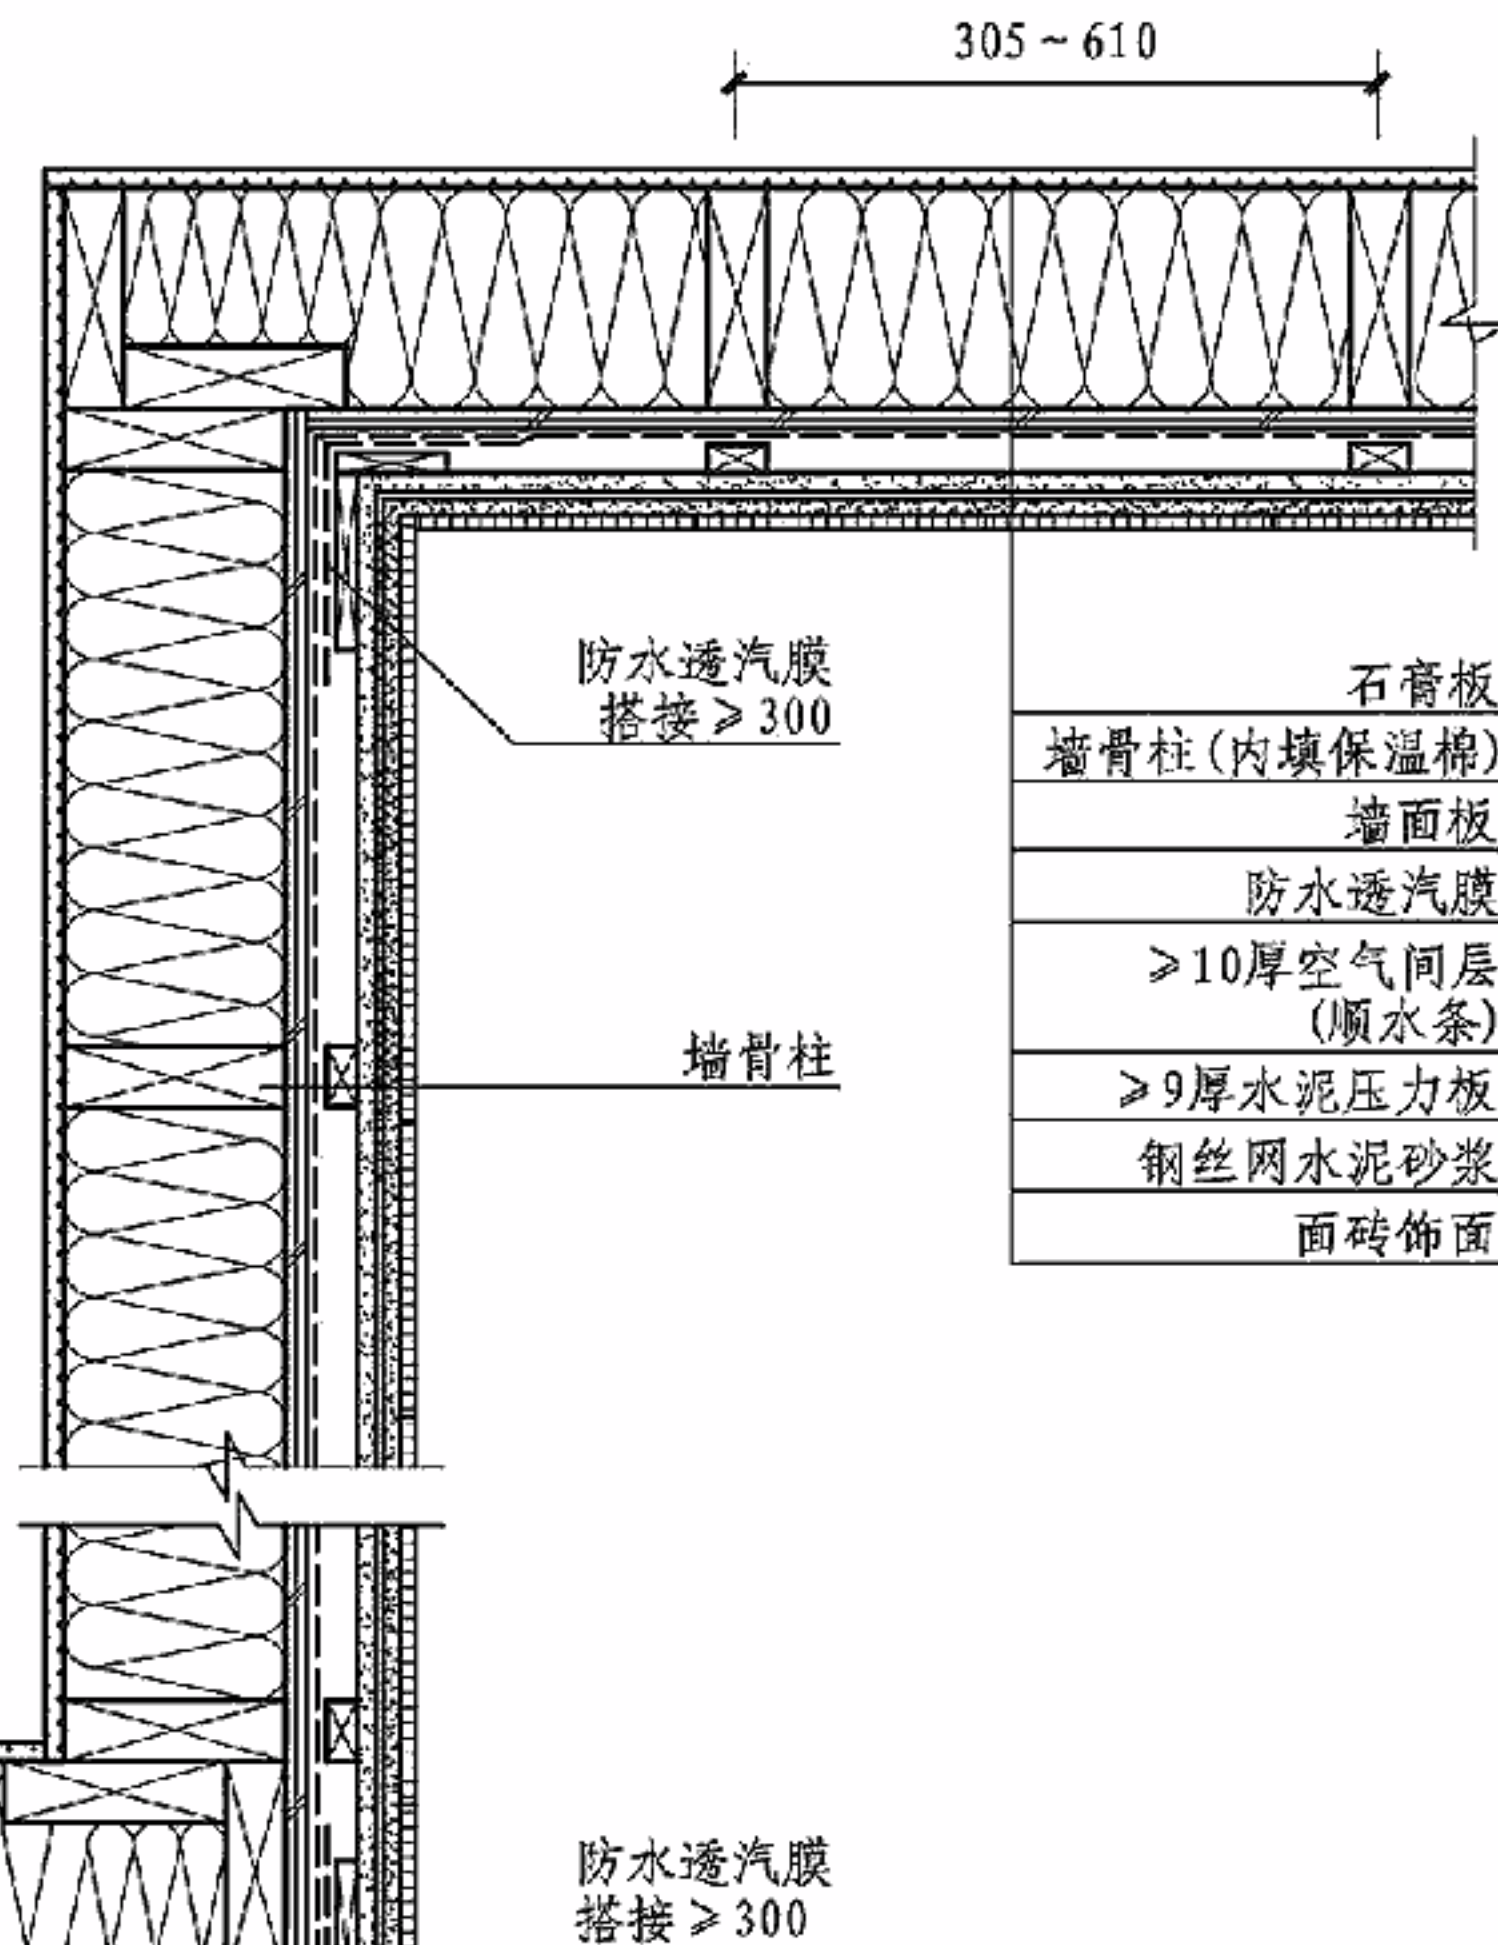 305～610
防水透汽膜
搭接≥300
石膏板
墙骨柱(内填保温棉)
墙面板
防水透汽膜
≥10厚空气间层
(顺水条)
墙骨柱
≥9厚水泥压力板
钢丝网水泥砂浆
面砖饰面
防水透汽膜
搭接≥300